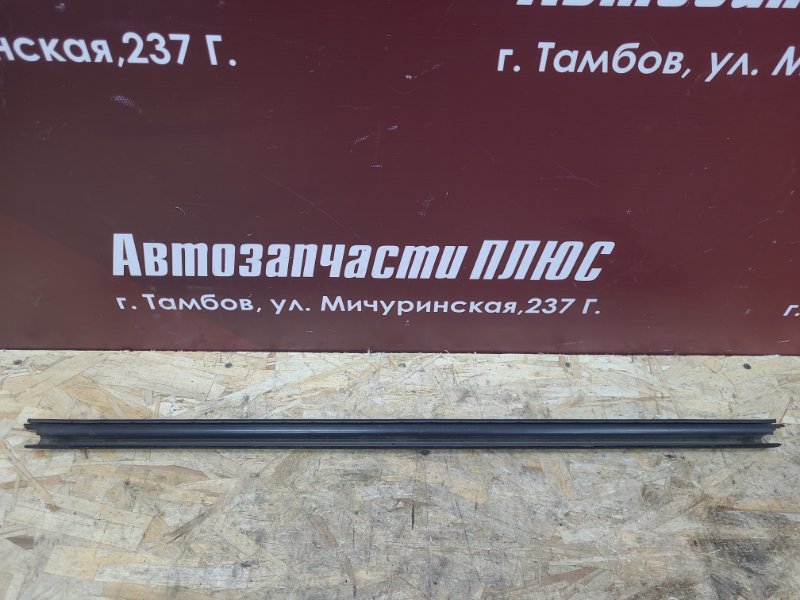 нская,237 Г.
г. Тамбов, ул. М
Автозапчасти ПЛЮС
г. Тамбов, ул. Мичуринская,237 Г.
г.